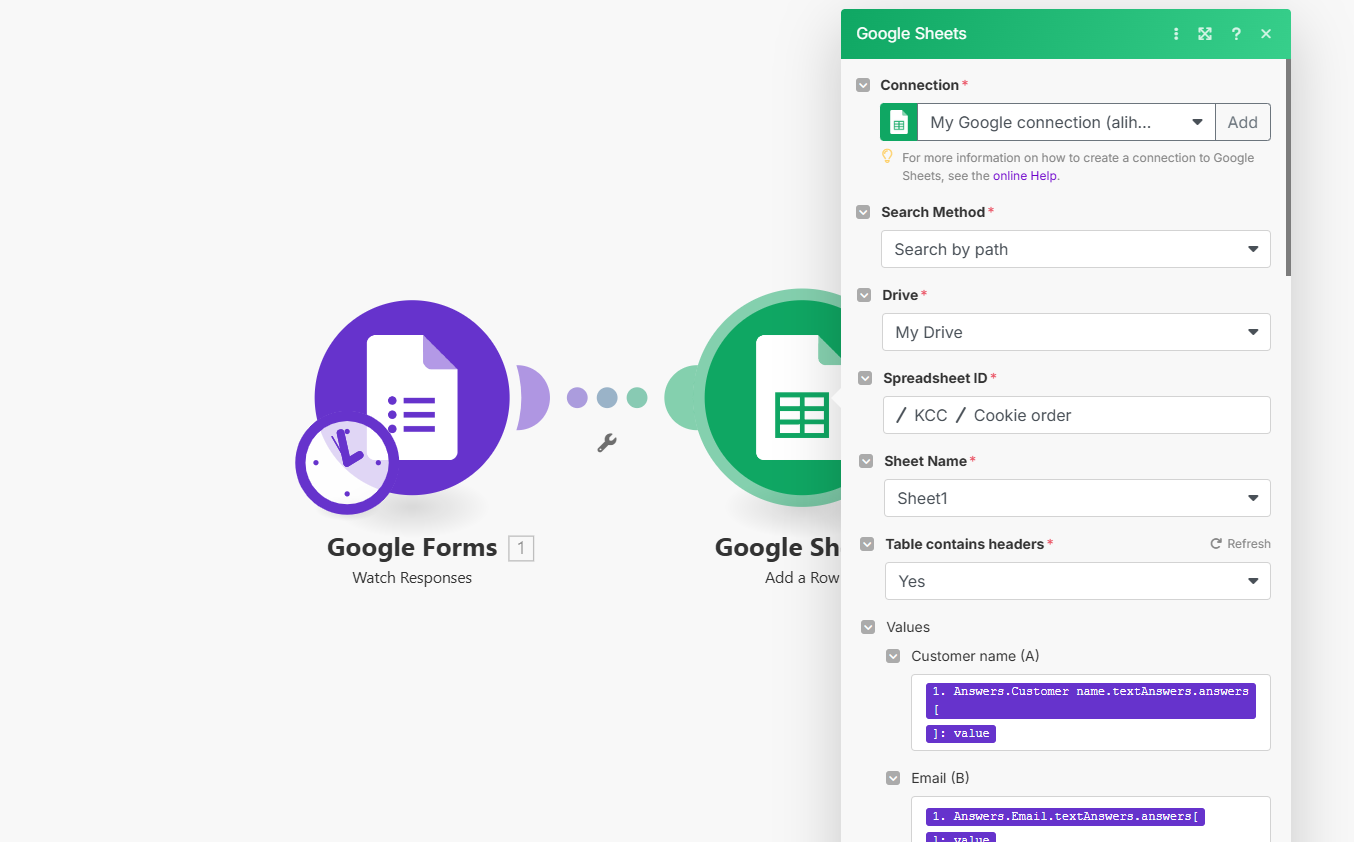 Google Sheets
?
Connection *
My Google connection (alih...
Add
For more information on how to create a connection to Google
Sheets, see the online Help.
Search Method *
Search by path
Drive *
My Drive
Spreadsheet ID *
/ KCC / Cookie order
Sheet Name *
Sheet1
Table contains headers *
Refresh
Yes
Values
Customer name (A)
1. Answers.Customer name.textAnswers.answers
[
]: value
Email (B)
1. Answers.Email.textAnswers.answers[
]: value
Google Forms 1
Watch Responses
Google Sh
Add a Row